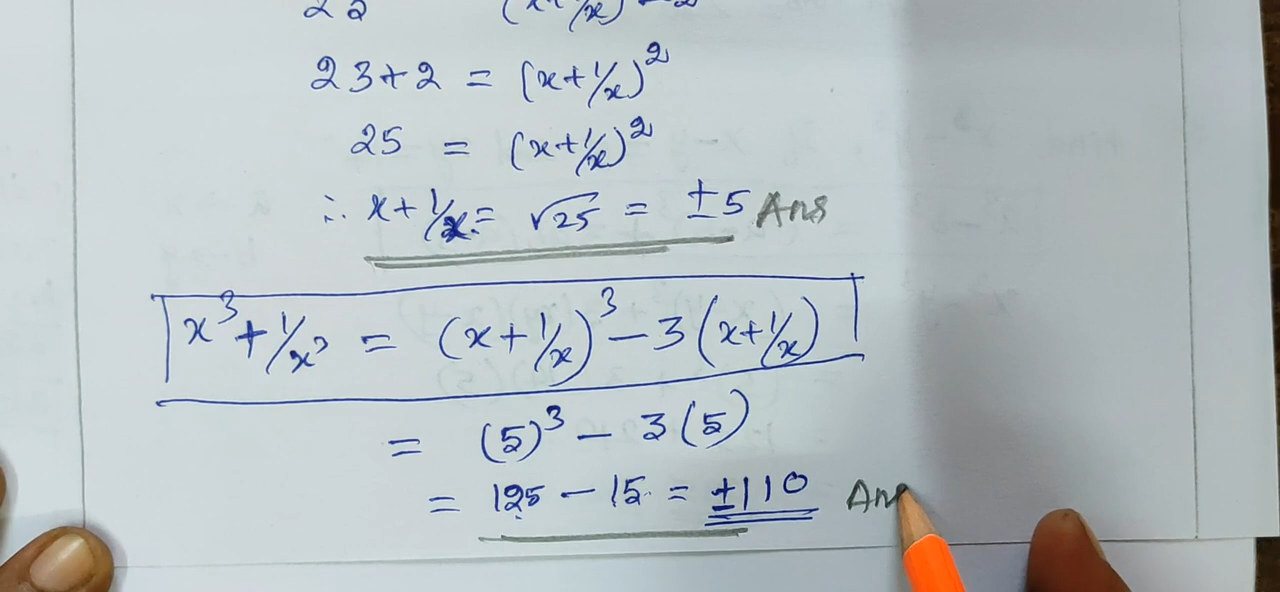 23+2 = (x+1/x)²
25 = (x+1/x)²
∴ x+1/x = √25 = ±5 Ans
x³+1/x³ = (x+1/x)³-3(x+1/x)
= (5)³ - 3(5)
= 125 - 15 = ±110 Ans